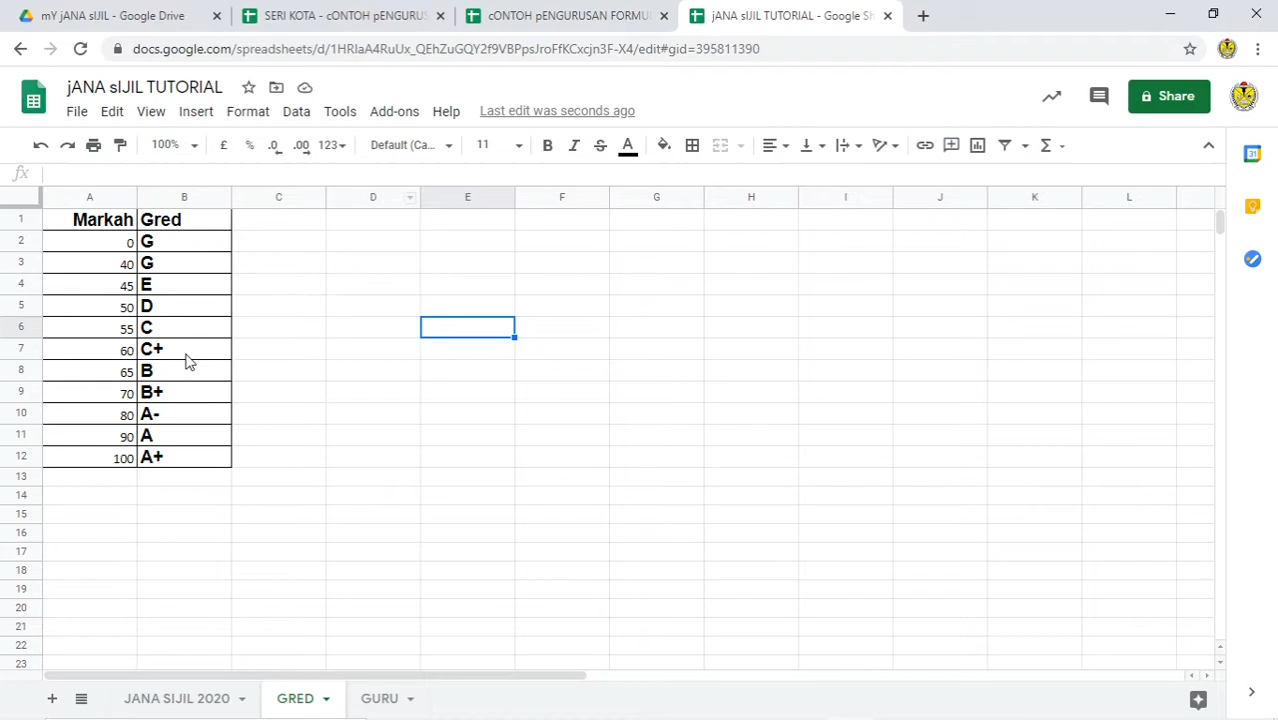 mY jANA sIJIL - Google Drive
SERI KOTA - cONTOH pENGURUS
cONTOH pENGURUSAN FORMU
jANA sIJIL TUTORIAL - Google Sh
docs.google.com/spreadsheets/d/1HRIaA4RuUx_QEhZuGQY2f9VBPpsJroFfKCxcjn3F-X4/edit#gid=395811390
jANA sIJIL TUTORIAL
File Edit View Insert Format Data Tools Add-ons Help Last edit was seconds ago
Share
100% £ % .0 .00 123 Default (Ca... 11 B I S A Σ
fx
A B C D E F G H I J K L
1 Markah Gred
2 0 G
3 40 G
4 45 E
5 50 D
6 55 C
7 60 C+
8 65 B
9 70 B+
10 80 A-
11 90 A
12 100 A+
13
14
15
16
17
18
19
20
21
22
23
JANA SIJIL 2020 GRED GURU
31